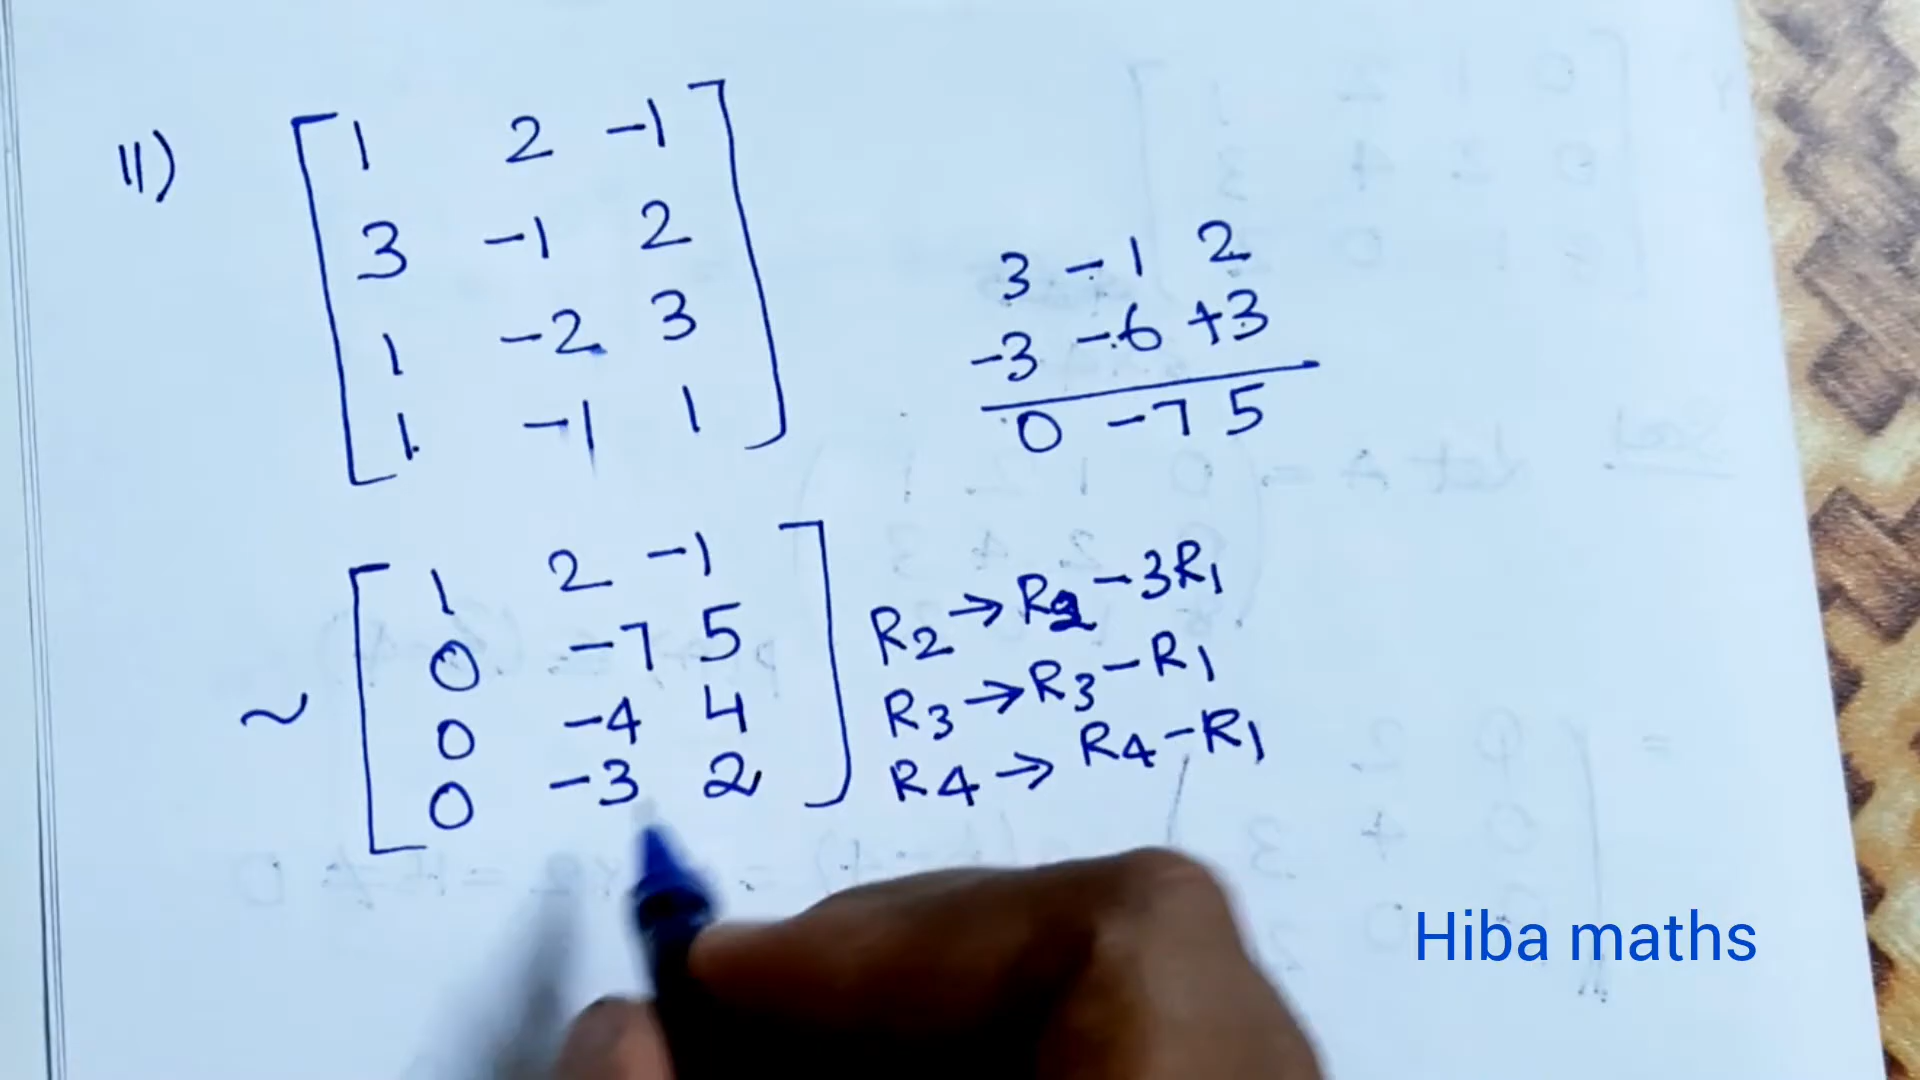 11)
1 2 -1
3 -1 2
1 -2 3
1 -1 1
3 -1 2
-3 -6 +3
0 -7 5
~
1 2 -1
0 -7 5
0 -4 4
0 -3 2
R2 → R2 - 3R1
R3 → R3 - R1
R4 → R4 - R1
Hiba maths